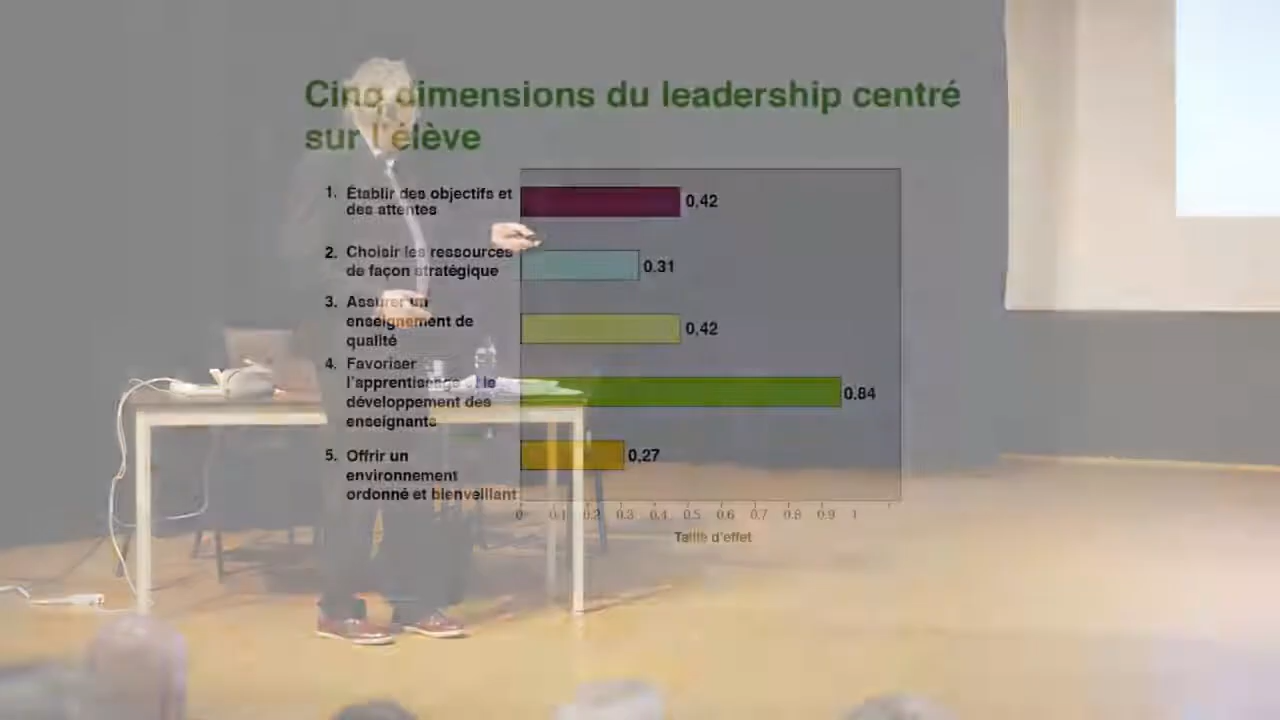 Cinq dimensions du leadership centré
sur l'élève
1. Établir des objectifs et
des attentes
0,42
2. Choisir les ressources
de façon stratégique
0.31
3. Assurer un
enseignement de
qualité
0,42
4. Favoriser
l'apprentissage et le
développement des
enseignants
0.84
5. Offrir un
environnement
ordonné et bienveillant
0,27
0 0.1 0.2 0.3 0.4 0.5 0.6 0.7 0.8 0.9 1
Taille d'effet